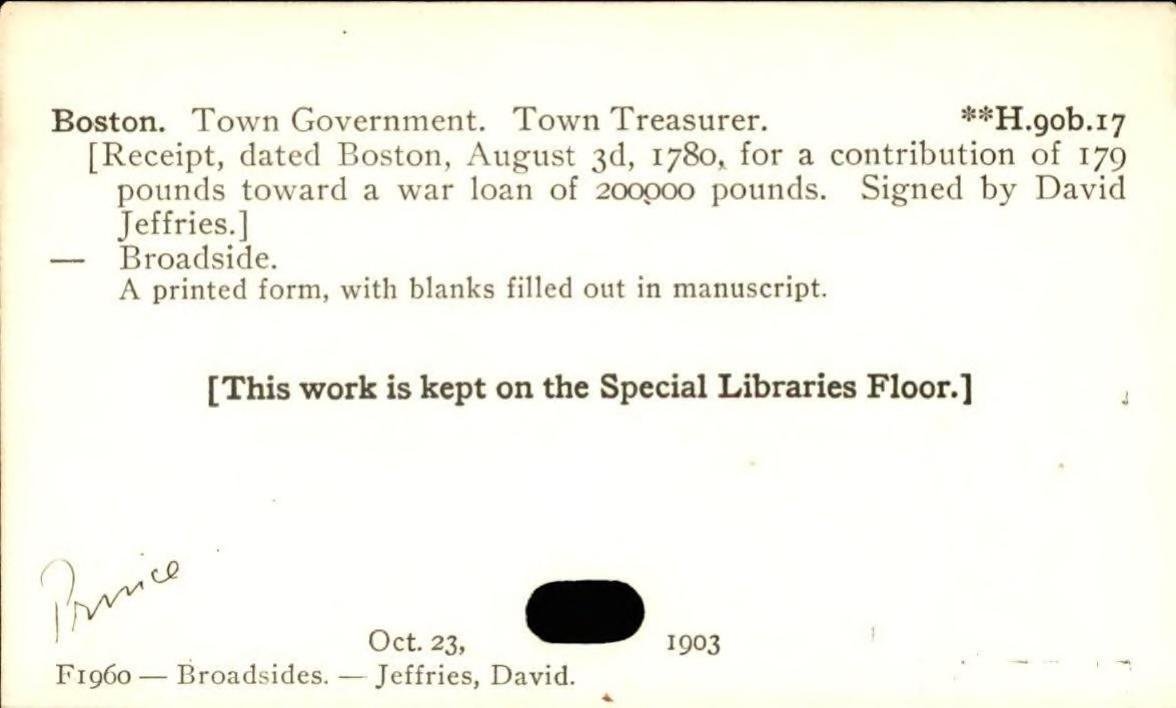 Boston. Town Government. Town Treasurer. **H.90b.17
[Receipt, dated Boston, August 3d, 1780, for a contribution of 179
pounds toward a war loan of 200000 pounds. Signed by David
Jeffries.]
— Broadside.
A printed form, with blanks filled out in manuscript.
[This work is kept on the Special Libraries Floor.]
Prince
Oct. 23, 1903
F1960 — Broadsides. — Jeffries, David.